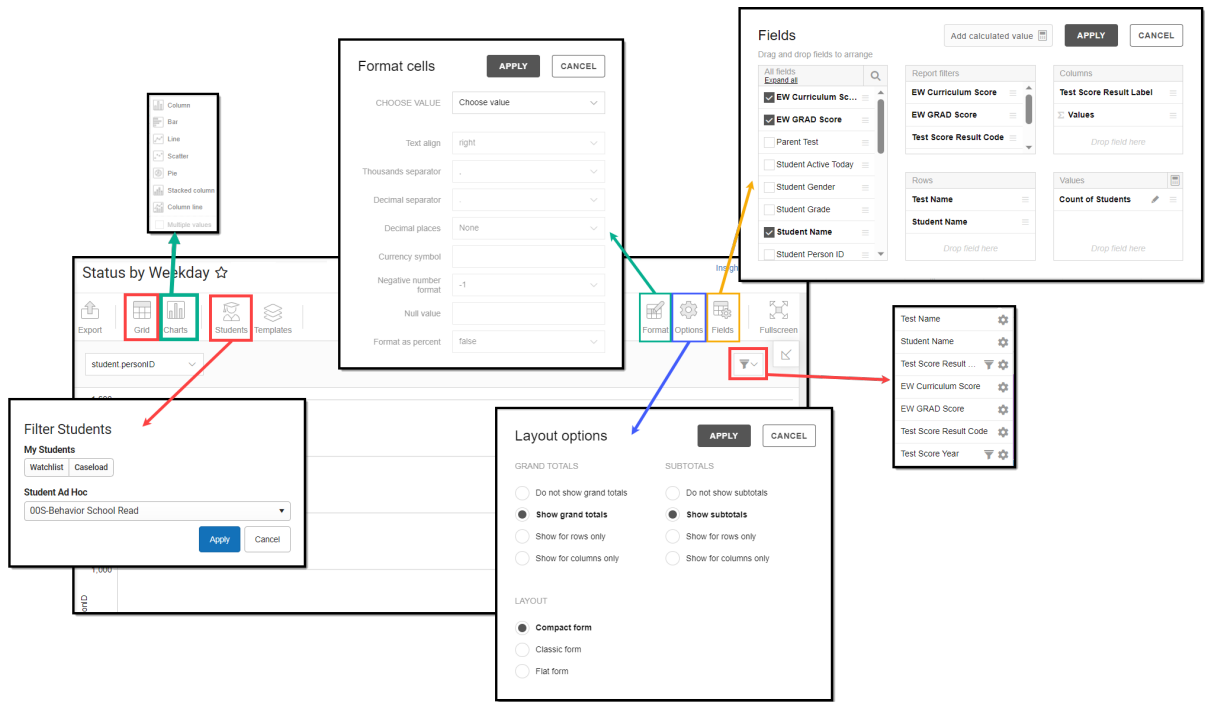 Column
Bar
Line
Scatter
Pie
Stacked column
Column line
Multiple values
Format cells
APPLY
CANCEL
CHOOSE VALUE
Choose value
Text align
right
Thousands separator
,
Decimal separator
.
Decimal places
None
Currency symbol
Negative number
format
-1
Null value
Format as percent
false
Fields
Add calculated value
APPLY
CANCEL
Drag and drop fields to arrange
All fields
Expand all
EW Curriculum Sc...
EW GRAD Score
Parent Test
Student Active Today
Student Gender
Student Grade
Student Name
Student Person ID
Report filters
EW Curriculum Score
EW GRAD Score
Test Score Result Code
Columns
Test Score Result Label
Σ Values
Drop field here
Rows
Test Name
Student Name
Drop field here
Values
Count of Students
Drop field here
Status by Weekday ☆
Insigh
Export
Grid
Charts
Students
Templates
Format
Options
Fields
Fullscreen
student.personID
1,500
1,000
onID
Filter Students
My Students
Watchlist
Caseload
Student Ad Hoc
00S-Behavior School Read
Apply
Cancel
Layout options
APPLY
CANCEL
GRAND TOTALS
SUBTOTALS
Do not show grand totals
Do not show subtotals
Show grand totals
Show subtotals
Show for rows only
Show for rows only
Show for columns only
Show for columns only
LAYOUT
Compact form
Classic form
Flat form
Test Name
Student Name
Test Score Result ...
EW Curriculum Score
EW GRAD Score
Test Score Result Code
Test Score Year